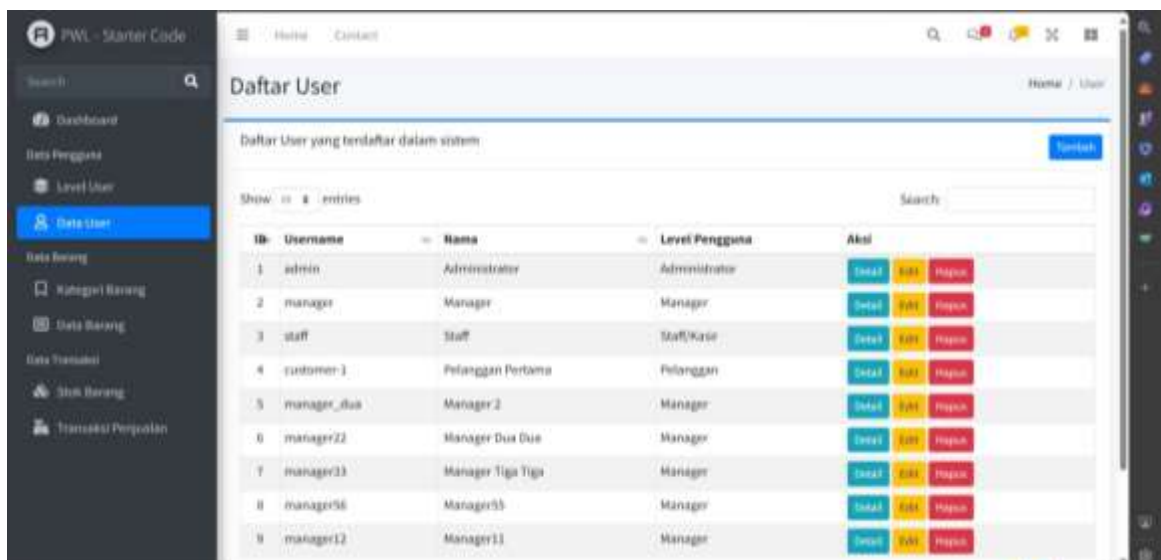 PWL - Starter Code
Home Contact
Search
Daftar User
Home / User
Dashboard
Data Pengguna
Daftar User yang terdaftar dalam sistem
Tambah
Level User
Data User
Show entries
Search:
Data Barang
Kategori Barang
Data Barang
Data Transaksi
Stok Barang
Transaksi Penjualan
ID Username Nama Level Pengguna Aksi
1 admin Administrator Administrator Detail Edit Hapus
2 manager Manager Manager Detail Edit Hapus
3 staff Staff Staff/Kasir Detail Edit Hapus
4 customer-1 Pelanggan Pertama Pelanggan Detail Edit Hapus
5 manager_dua Manager 2 Manager Detail Edit Hapus
6 manager22 Manager Dua Dua Manager Detail Edit Hapus
7 manager33 Manager Tiga Tiga Manager Detail Edit Hapus
8 manager56 Manager55 Manager Detail Edit Hapus
9 manager12 Manager11 Manager Detail Edit Hapus